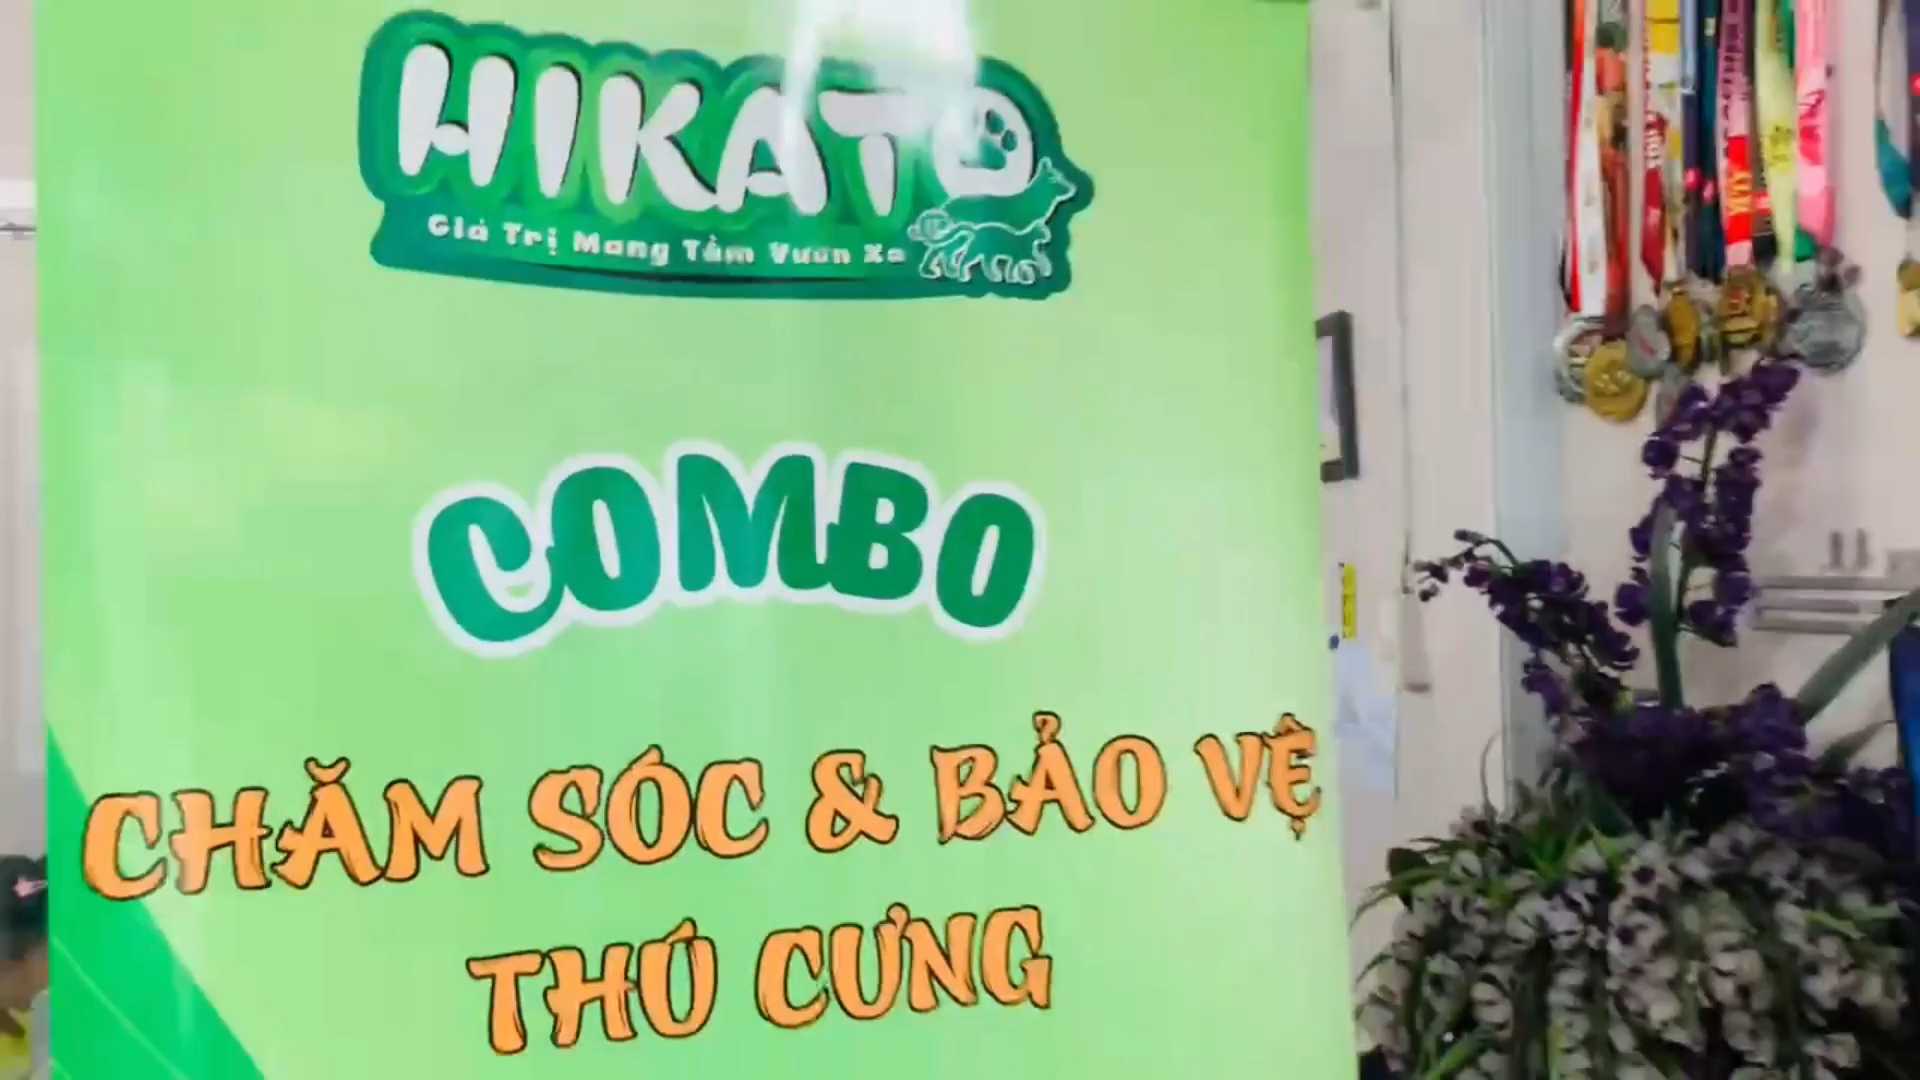 HIKATO
Giá Trị Mang Tầm Vươn Xa
COMBO
CHĂM SÓC & BẢO VỆ
THÚ CƯNG